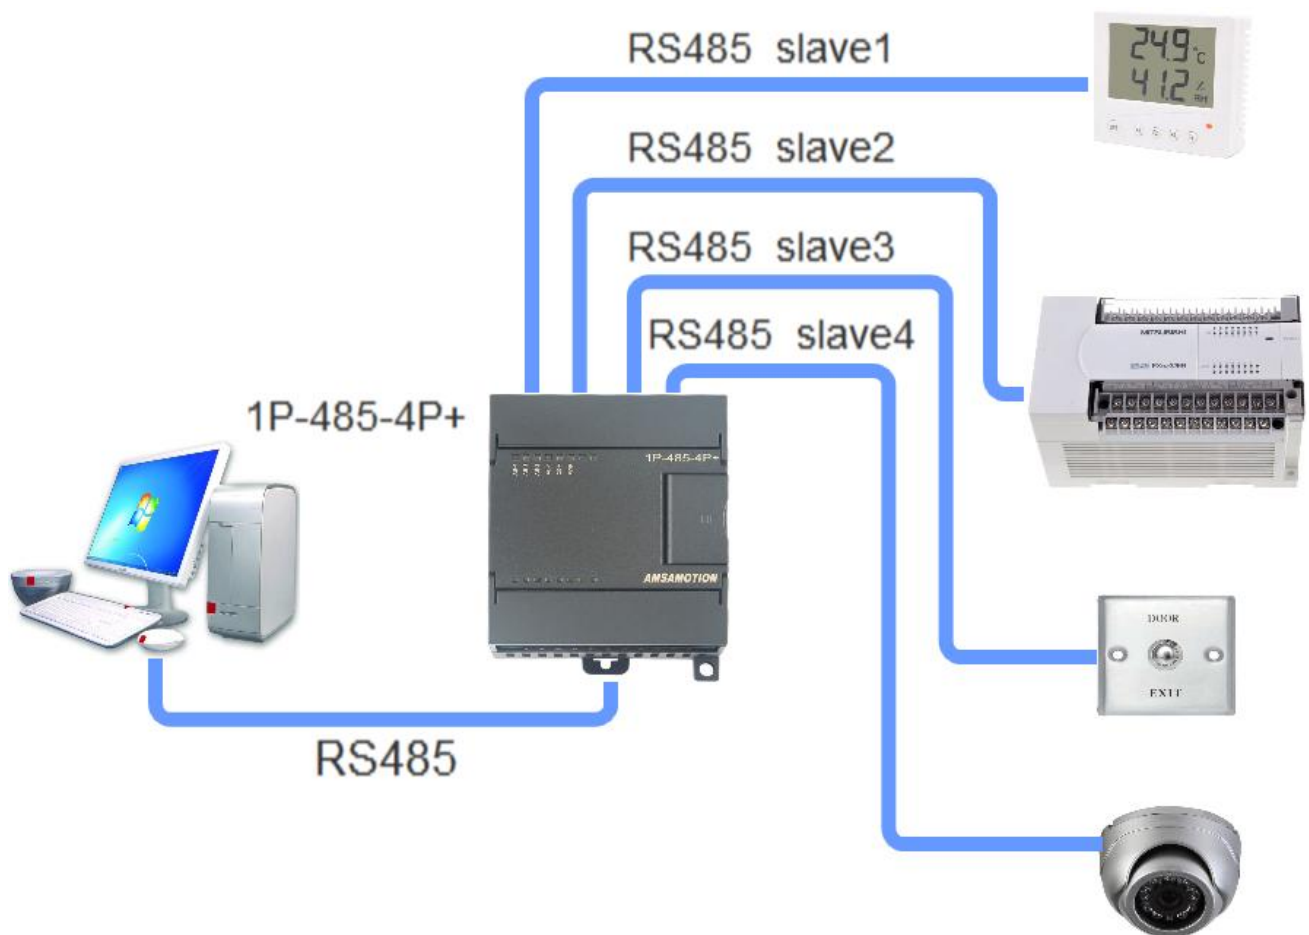 RS485 slave1
24.9 °C
41.2 %
RH
RS485 slave2
RS485 slave3
RS485 slave4
MITSUBISHI
1P-485-4P+
1P-485-4P+
AMSAMOTION
DOOR
EXIT
RS485